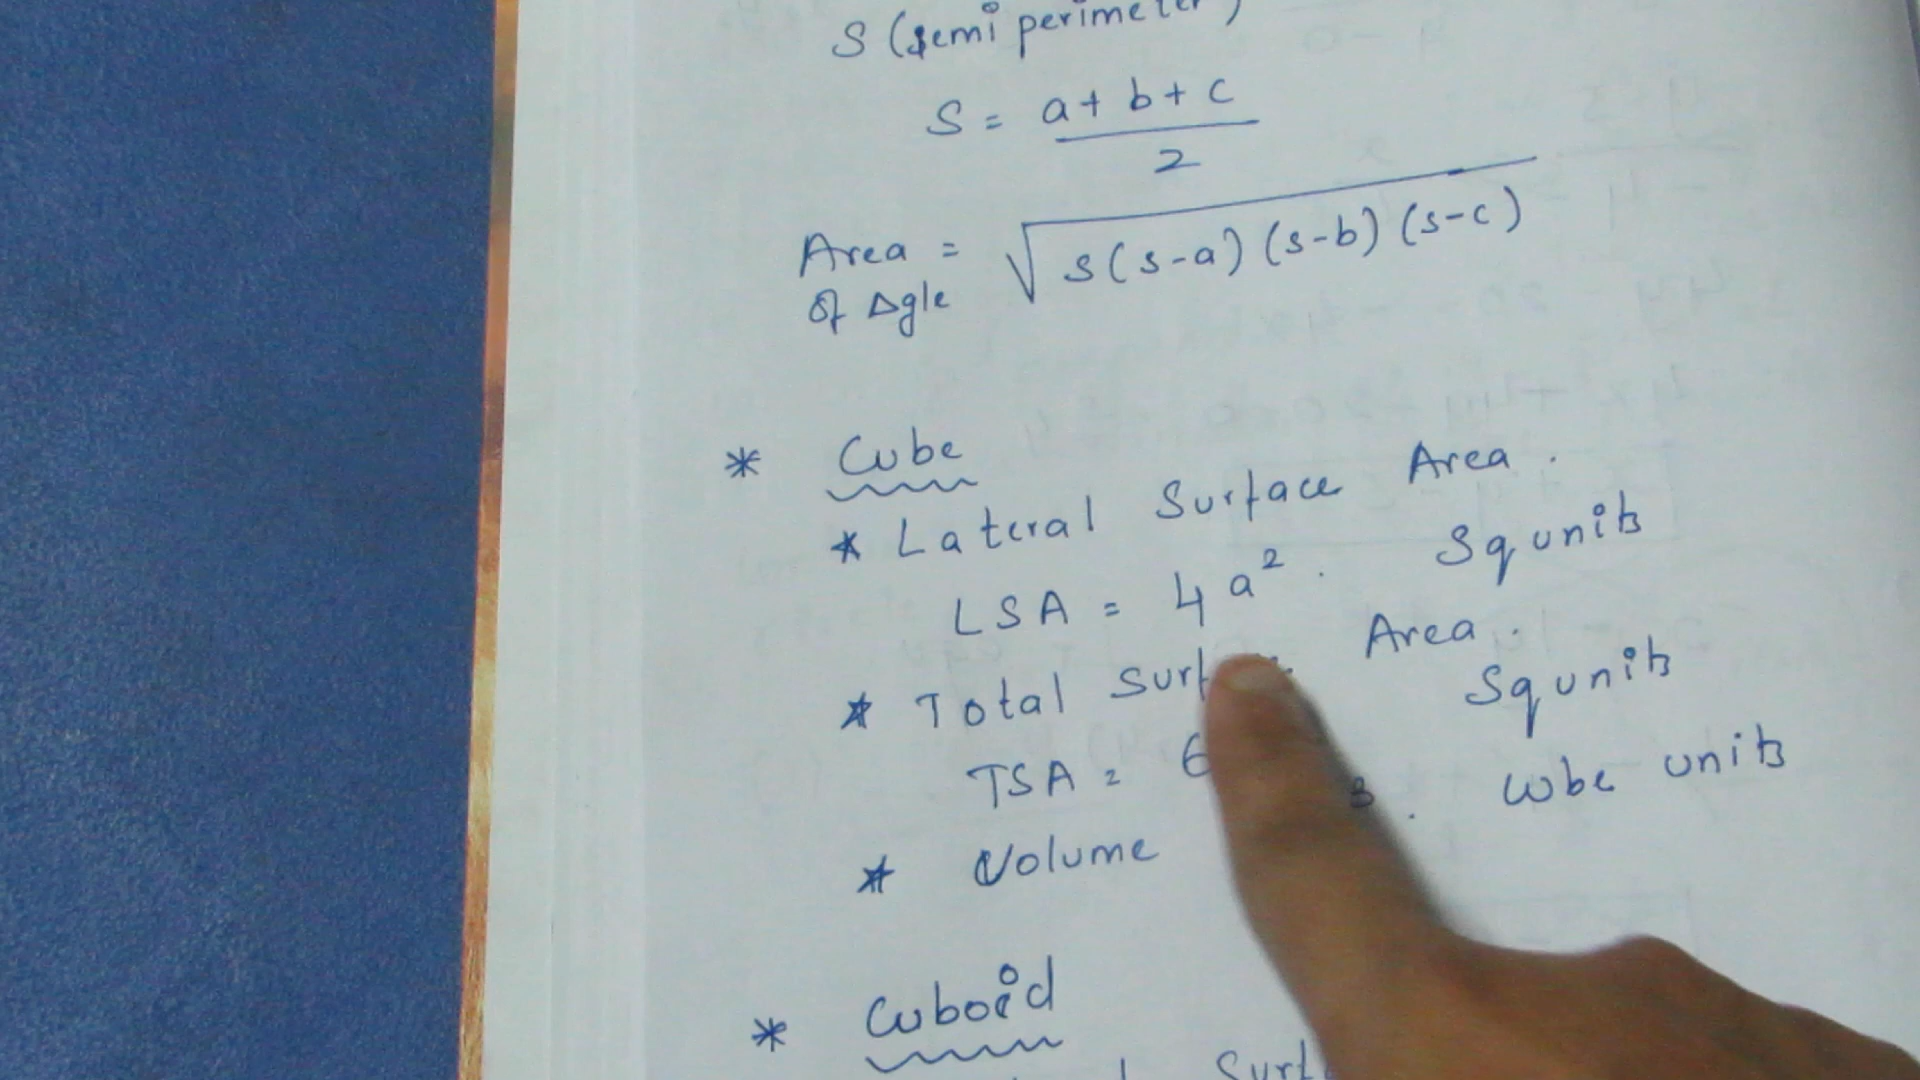 S (semi perimeter)
S = a + b + c
2
Area = √ s(s-a) (s-b) (s-c)
of Δgle
* Cube
* Lateral Surface Area.
LSA = 4a². Sq units
* Total Area.
TSA = 6 Sq units
* Volume 3. cube units
* Cuboid